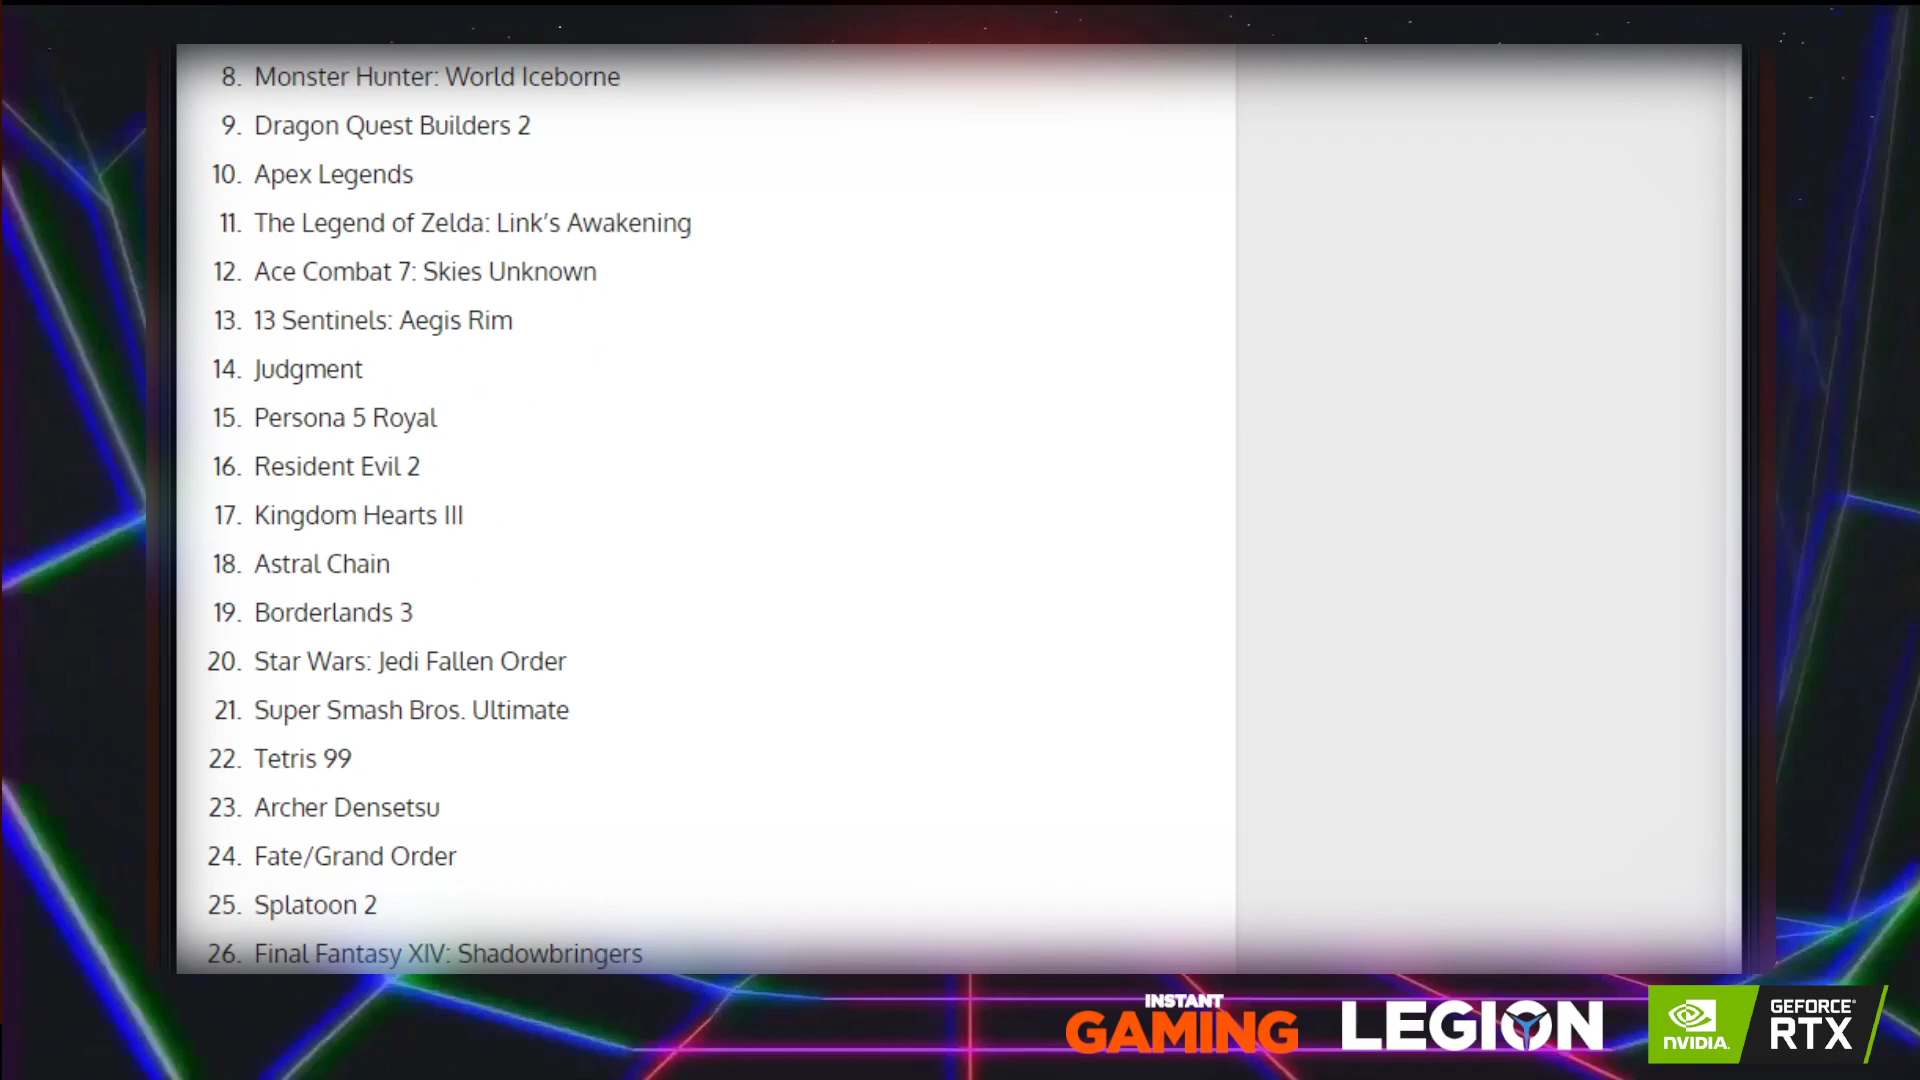 8. Monster Hunter: World Iceborne
9. Dragon Quest Builders 2
10. Apex Legends
11. The Legend of Zelda: Link’s Awakening
12. Ace Combat 7: Skies Unknown
13. 13 Sentinels: Aegis Rim
14. Judgment
15. Persona 5 Royal
16. Resident Evil 2
17. Kingdom Hearts III
18. Astral Chain
19. Borderlands 3
20. Star Wars: Jedi Fallen Order
21. Super Smash Bros. Ultimate
22. Tetris 99
23. Archer Densetsu
24. Fate/Grand Order
25. Splatoon 2
26. Final Fantasy XIV: Shadowbringers
INSTANT
GAMING
LEGION
NVIDIA.
GEFORCE®
RTX